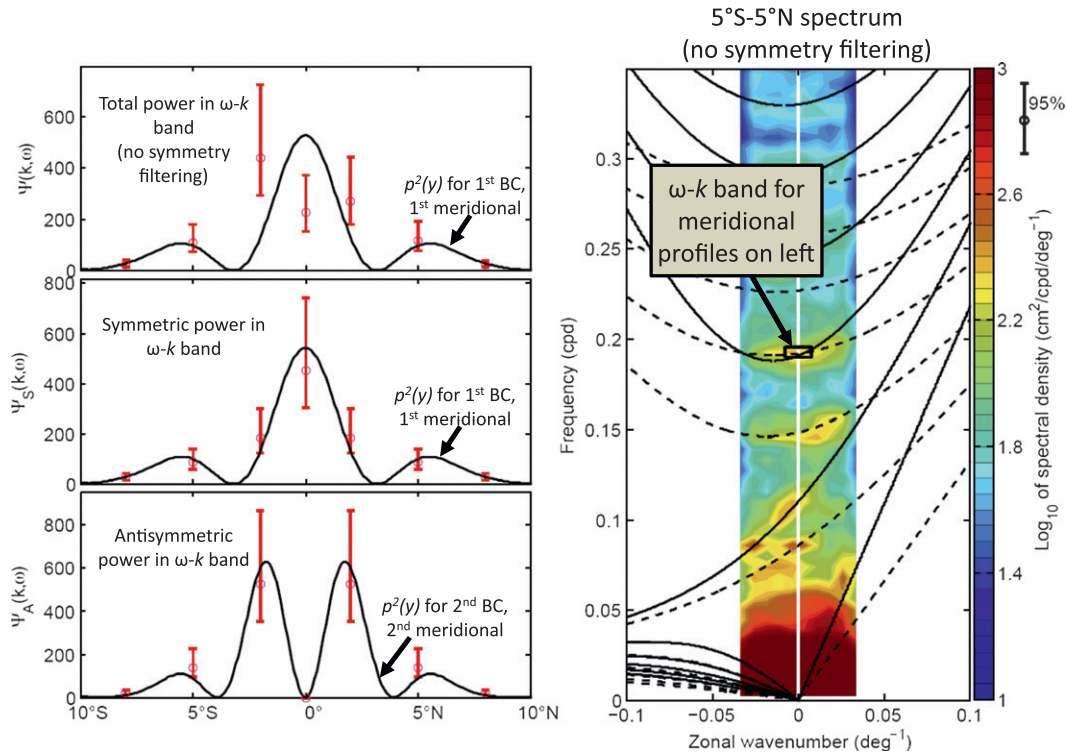 5°S-5°N spectrum
(no symmetry filtering)
Total power in ω-k
band
(no symmetry
filtering)
p²(y) for 1st BC,
1st meridional
Ψ(k,ω)
600
400
200
0
Symmetric power in
ω-k band
p²(y) for 1st BC,
1st meridional
ΨS(k,ω)
800
600
400
200
0
Antisymmetric
power in ω-k band
p²(y) for 2nd BC,
2nd meridional
ΨA(k,ω)
800
600
400
200
0
10°S
5°S
0
5°N
10°N
ω-k band for
meridional
profiles on left
Frequency (cpd)
0.3
0.25
0.2
0.15
0.1
0.05
0
-0.1
-0.05
0
0.05
0.1
Zonal wavenumber (deg⁻¹)
3
2.6
2.2
1.8
1.4
1
Log₁₀ of spectral density (cm²/cpd/deg⁻¹)
95%